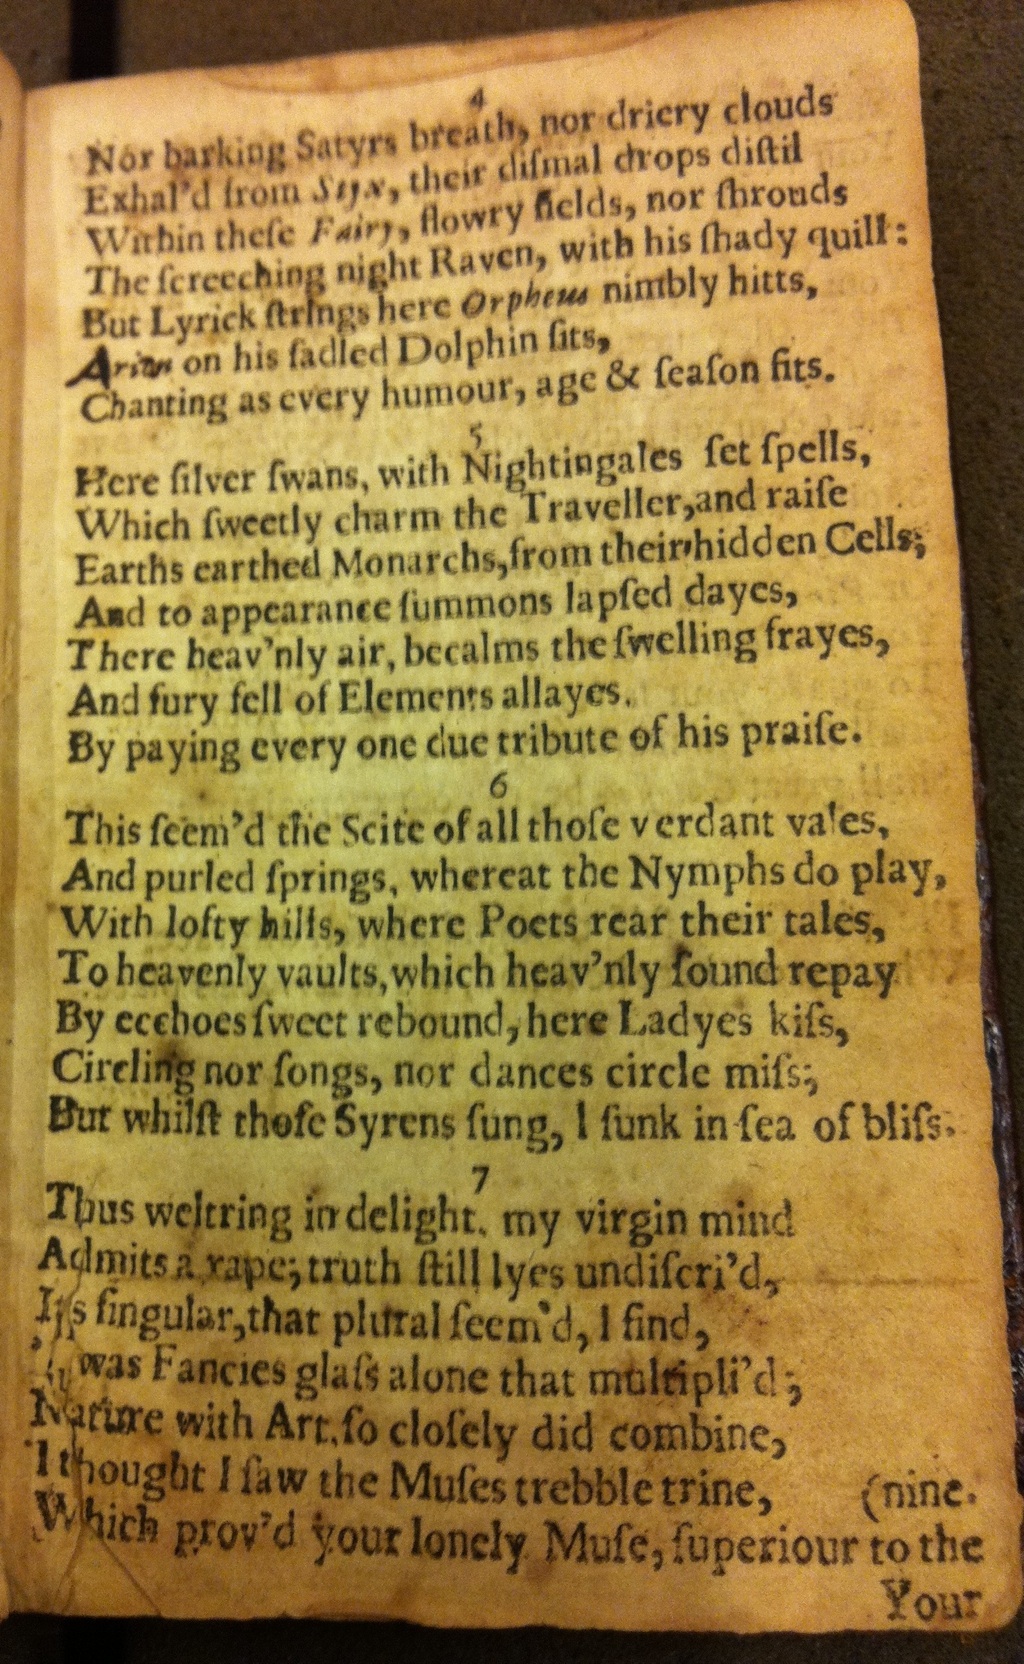 4
Nor barking Satyrs breath, nor driery clouds
Exhal'd from Styx, their diſmal drops diſtil
Within theſe Fairy, flowry fields, nor ſhrouds
The ſcreeching night Raven, with his ſhady quill:
But Lyrick ſtrings here Orpheus nimbly hitts,
Arion on his ſadled Dolphin ſits,
Chanting as every humour, age & ſeaſon fits.
5
Here ſilver ſwans, with Nightingales ſet ſpells,
Which ſweetly charm the Traveller, and raiſe
Earths earthed Monarchs, from their hidden Cells;
And to appearance ſummons lapſed dayes,
There heav'nly air, becalms the ſwelling frayes,
And fury fell of Elements allayes.
By paying every one due tribute of his praiſe.
6
This ſeem'd the Scite of all thoſe verdant vales,
And purled ſprings, whereat the Nymphs do play,
With lofty hills, where Poets rear their tales,
To heavenly vaults, which heav'nly ſound repay
By ecchoes ſweet rebound, here Ladyes kiſs,
Circling nor ſongs, nor dances circle miſs;
But whilſt thoſe Syrens ſung, I ſunk in ſea of bliſs.
7
Thus weltring in delight. my virgin mind
Admits a rape; truth ſtill lyes undiſcri'd,
Its ſingular, that plural ſeem'd, I find,
was Fancies glaſs alone that multipli'd;
Nature with Art. ſo cloſely did combine,
I thought I ſaw the Muſes trebble trine, (nine.
Which prov'd your lonely Muſe, ſuperiour to the
Your